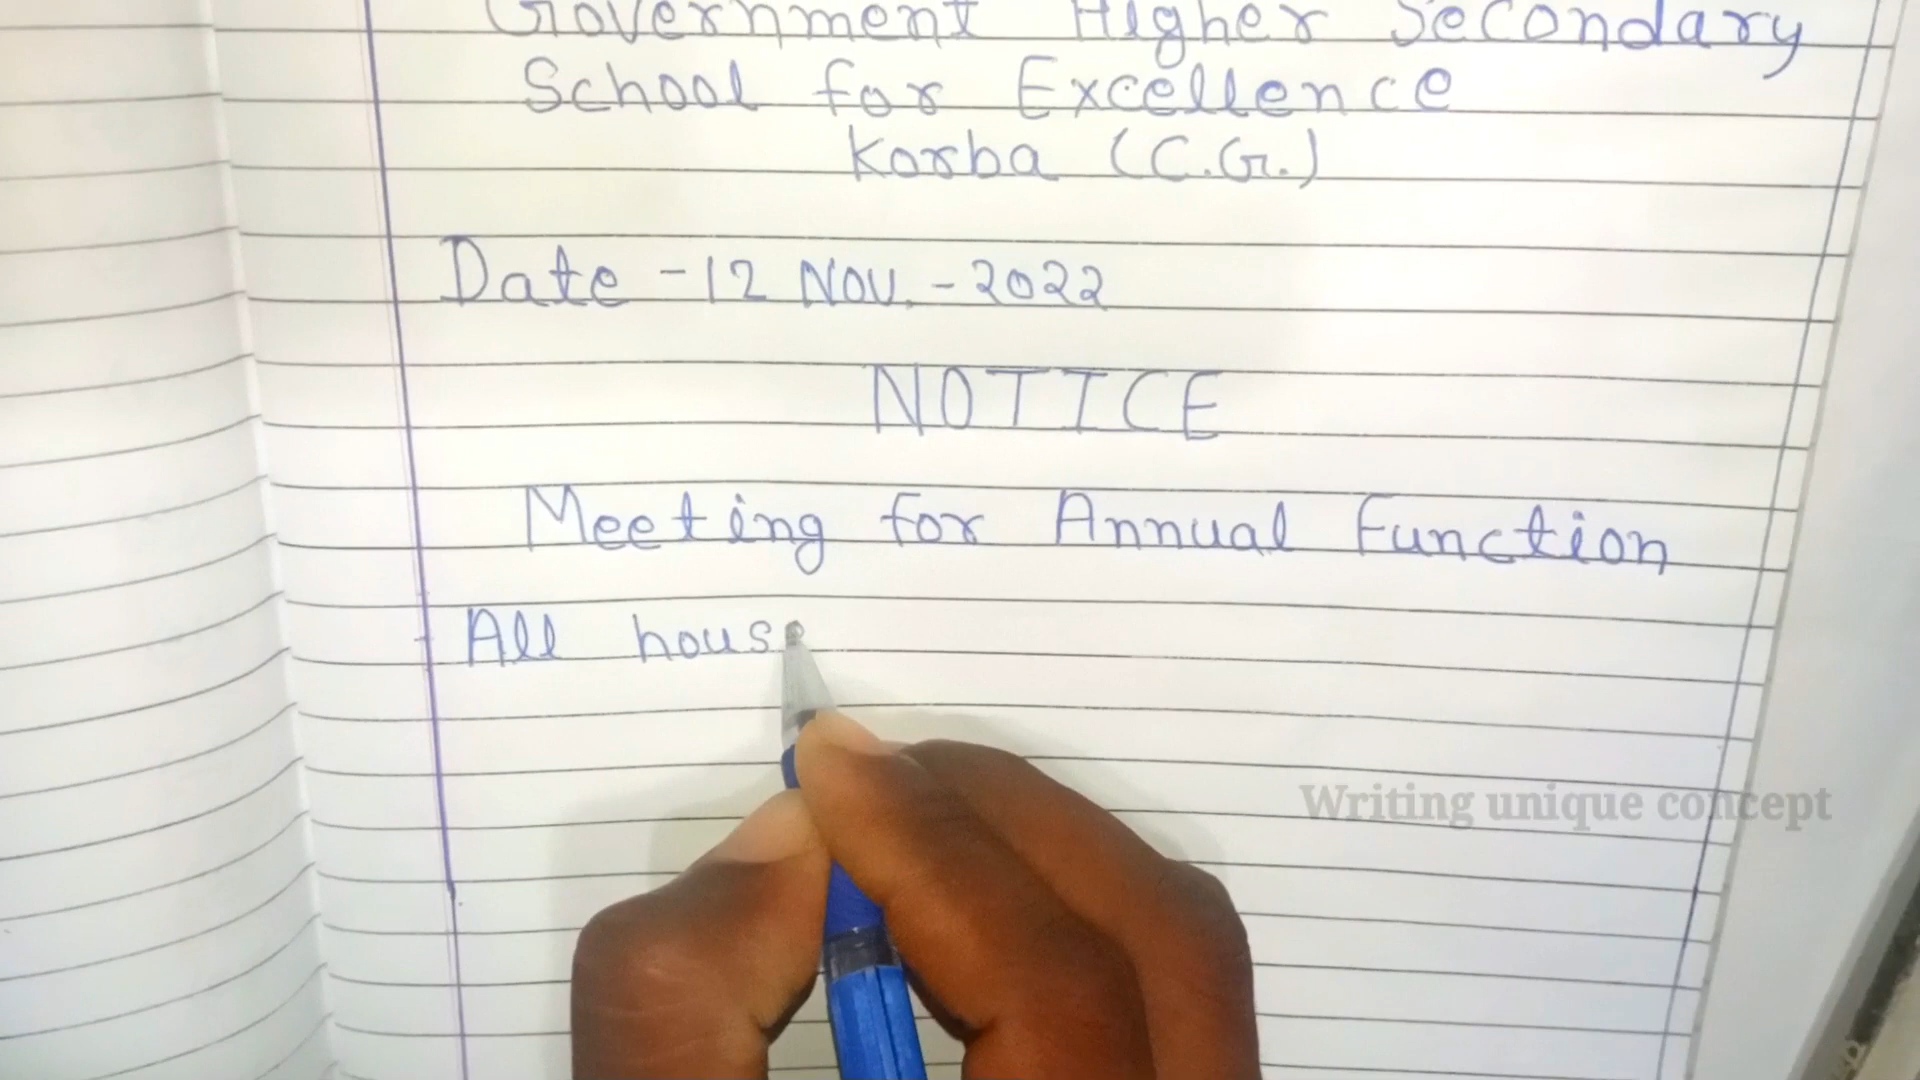 Government Higher Secondary
School for Excellence
Korba (C.G.)
Date - 12 Nov. - 2022
NOTICE
Meeting for Annual Function
All house
Writing unique concept